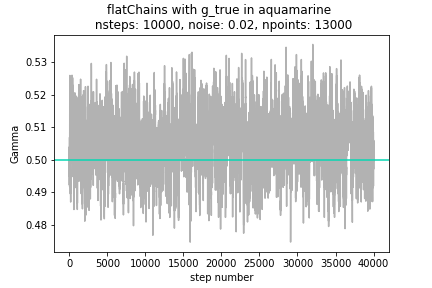 flatChains with g_true in aquamarine
nsteps: 10000, noise: 0.02, npoints: 13000
0.53
0.52
0.51
0.50
0.49
0.48
Gamma
0 5000 10000 15000 20000 25000 30000 35000 40000
step number